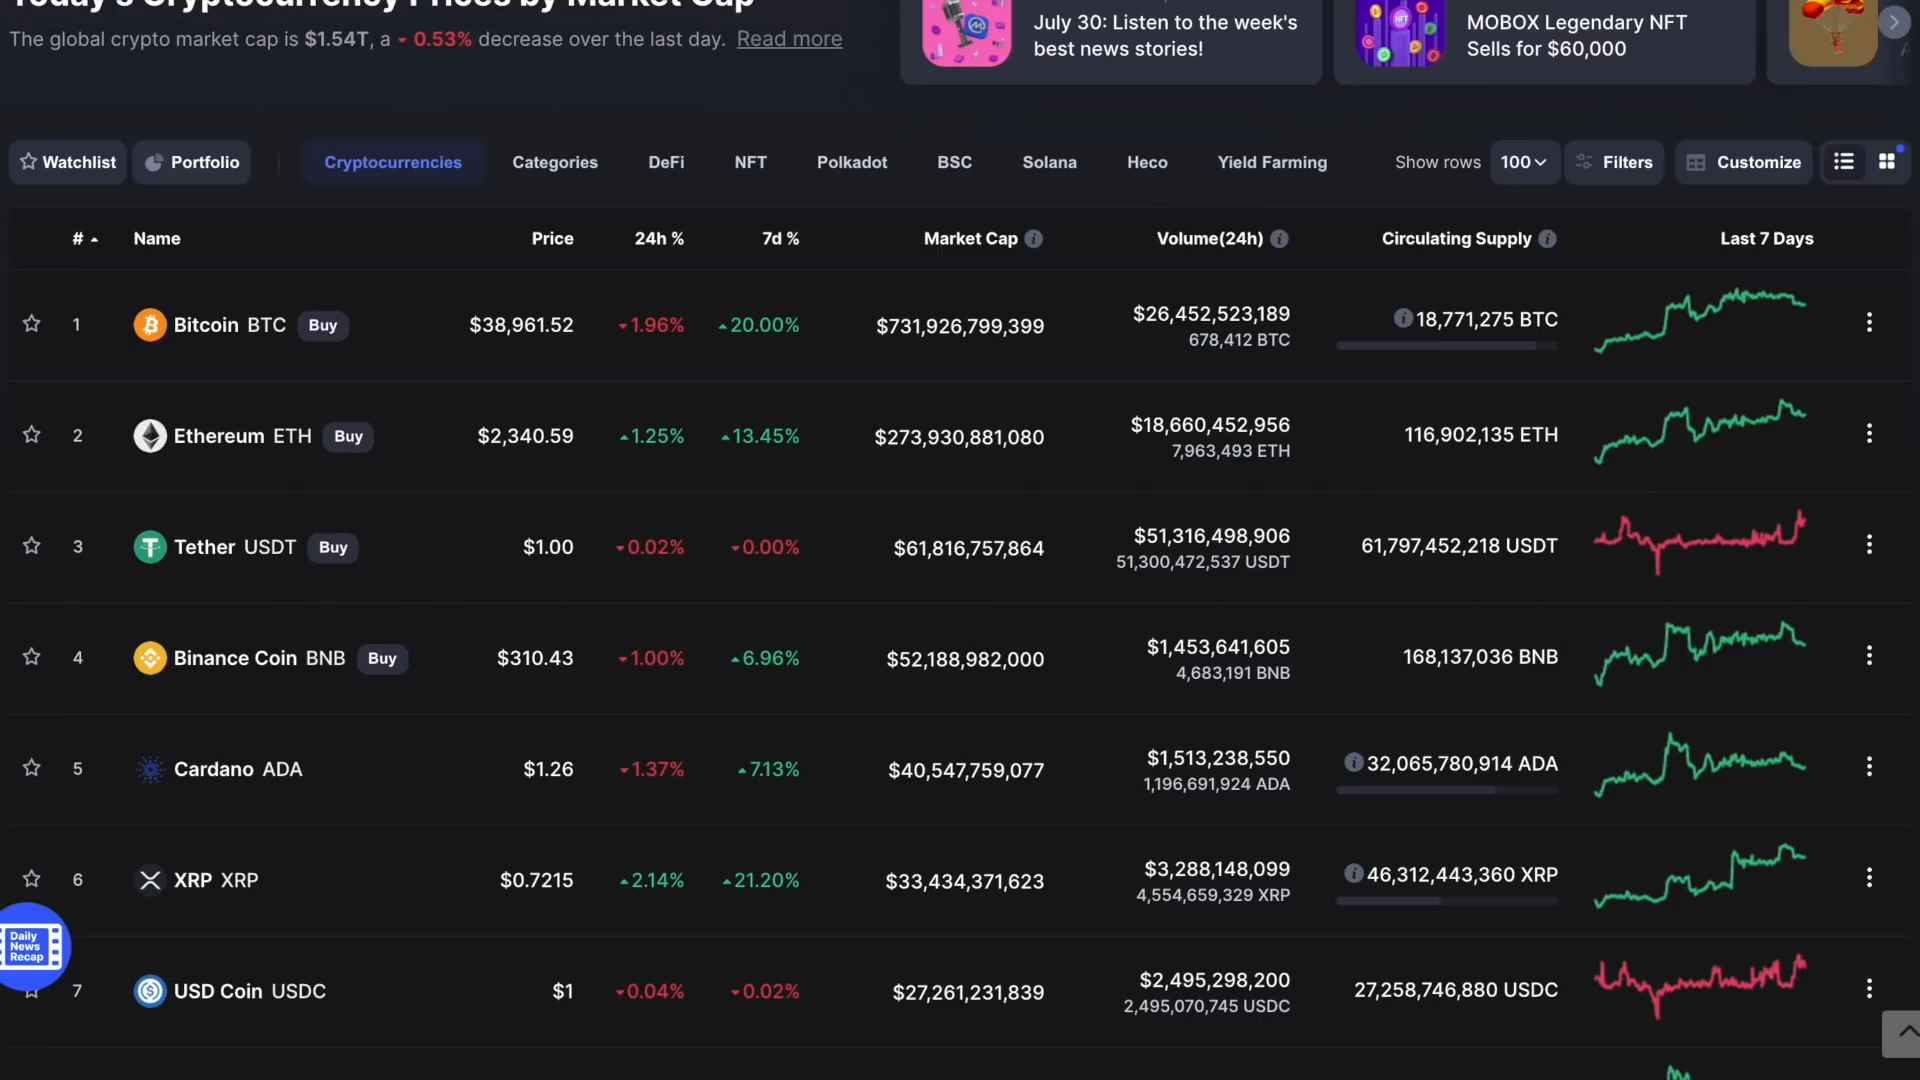 Today's Cryptocurrency Prices by Market Cap
The global crypto market cap is $1.54T, a 0.53% decrease over the last day. Read more
July 30: Listen to the week's
best news stories!
MOBOX Legendary NFT
Sells for $60,000
Watchlist Portfolio Cryptocurrencies Categories DeFi NFT Polkadot BSC Solana Heco Yield Farming Show rows 100 Filters Customize
# Name Price 24h % 7d % Market Cap Volume(24h) Circulating Supply Last 7 Days
1 Bitcoin BTC Buy $38,961.52 1.96% 20.00% $731,926,799,399 $26,452,523,189 18,771,275 BTC
678,412 BTC
2 Ethereum ETH Buy $2,340.59 1.25% 13.45% $273,930,881,080 $18,660,452,956 116,902,135 ETH
7,963,493 ETH
3 Tether USDT Buy $1.00 0.02% 0.00% $61,816,757,864 $51,316,498,906 61,797,452,218 USDT
51,300,472,537 USDT
4 Binance Coin BNB Buy $310.43 1.00% 6.96% $52,188,982,000 $1,453,641,605 168,137,036 BNB
4,683,191 BNB
5 Cardano ADA $1.26 1.37% 7.13% $40,547,759,077 $1,513,238,550 32,065,780,914 ADA
1,196,691,924 ADA
6 XRP XRP $0.7215 2.14% 21.20% $33,434,371,623 $3,288,148,099 46,312,443,360 XRP
4,554,659,329 XRP
Daily
News
Recap
7 USD Coin USDC $1 0.04% 0.02% $27,261,231,839 $2,495,298,200 27,258,746,880 USDC
2,495,070,745 USDC